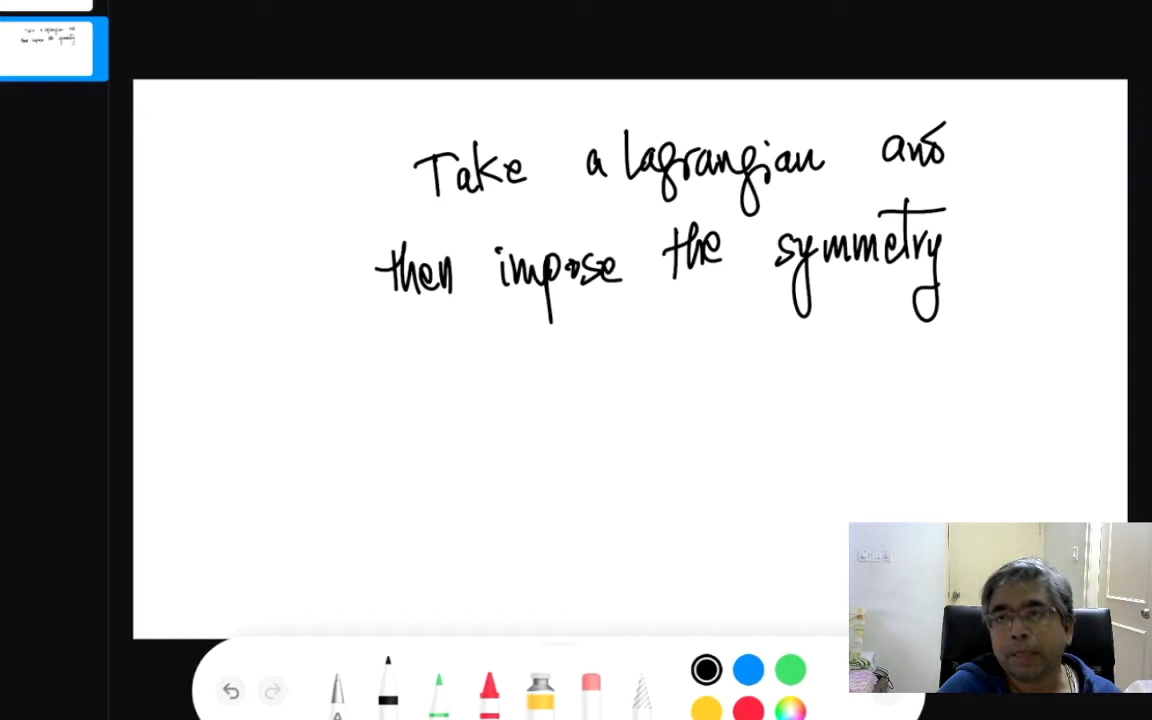 Take a Lagrangian and
then impose the symmetry